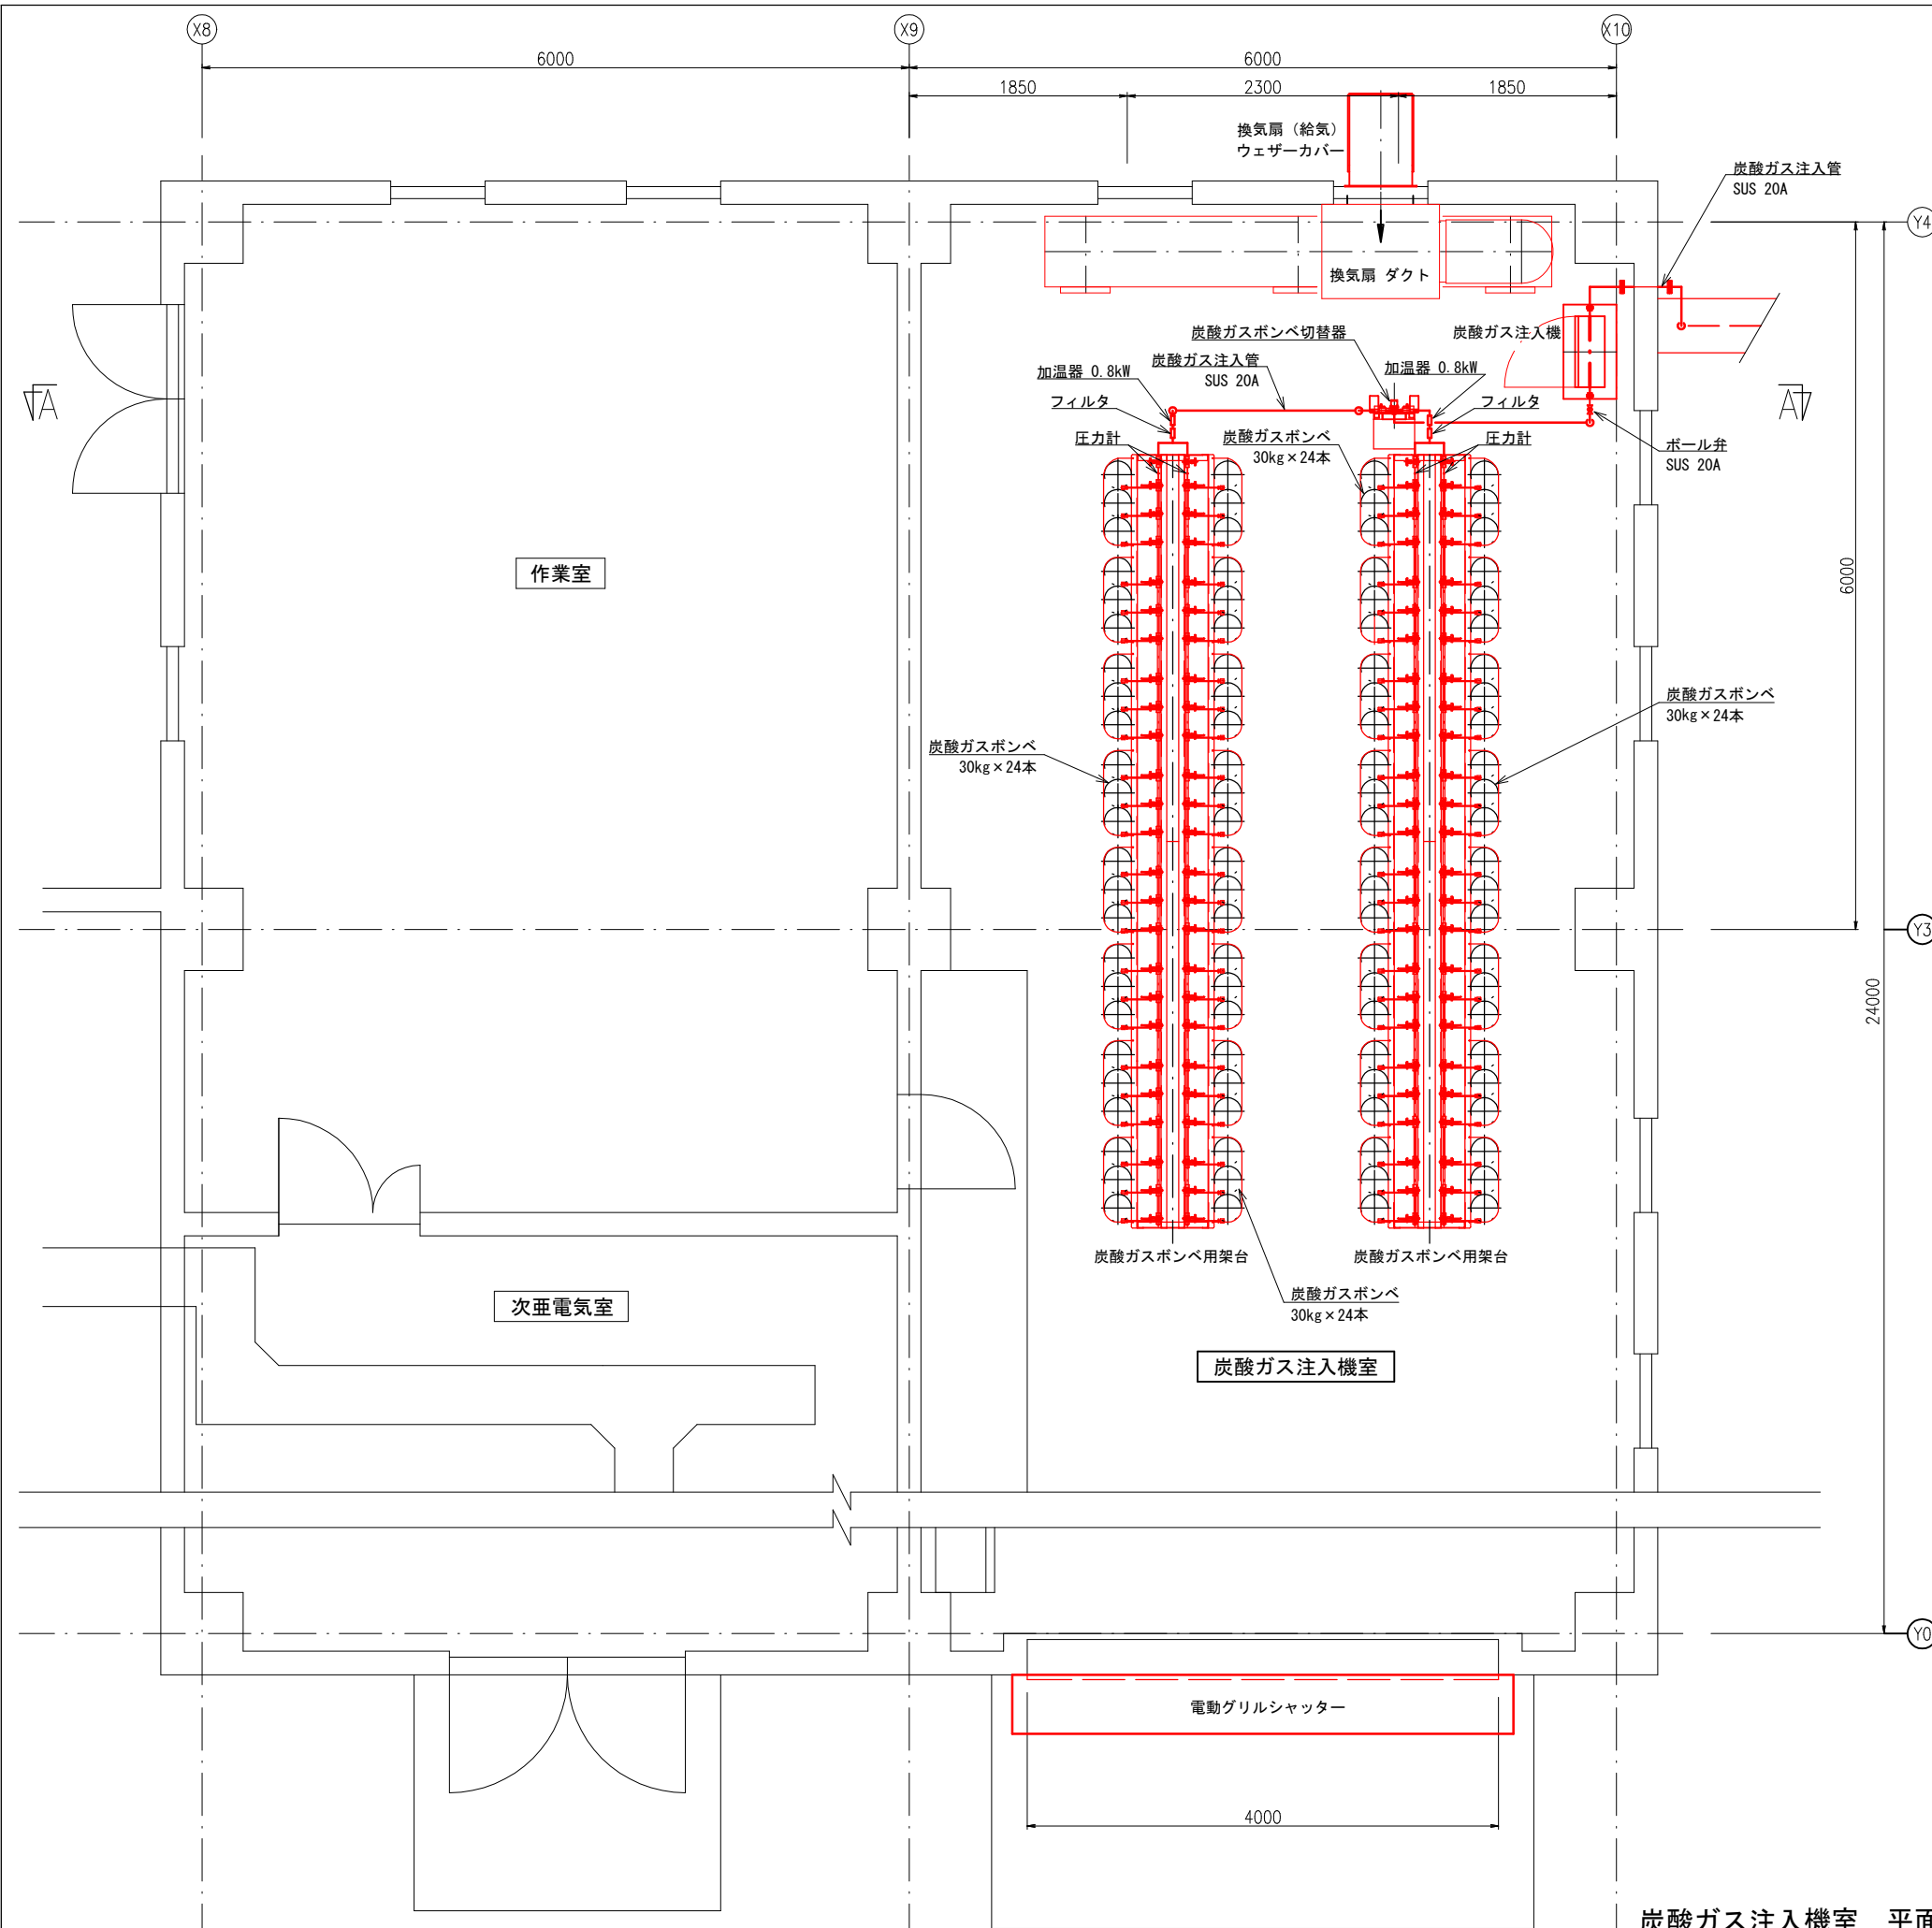 X8
X9
X10
6000
6000
1850
2300
1850
換気扇（給気）
ウェザーカバー
炭酸ガス注入管
SUS 20A
Y4
換気扇 ダクト
炭酸ガスボンベ切替器
炭酸ガス注入機
炭酸ガス注入管
SUS 20A
加温器 0.8kW
加温器 0.8kW
フィルタ
フィルタ
A
A
圧力計
炭酸ガスボンベ
30kg×24本
圧力計
ボール弁
SUS 20A
作業室
6000
炭酸ガスボンベ
30kg×24本
炭酸ガスボンベ
30kg×24本
Y3
24000
炭酸ガスボンベ用架台
炭酸ガスボンベ用架台
炭酸ガスボンベ
30kg×24本
次亜電気室
炭酸ガス注入機室
Y0
電動グリルシャッター
4000
炭酸ガス注入機室　平面